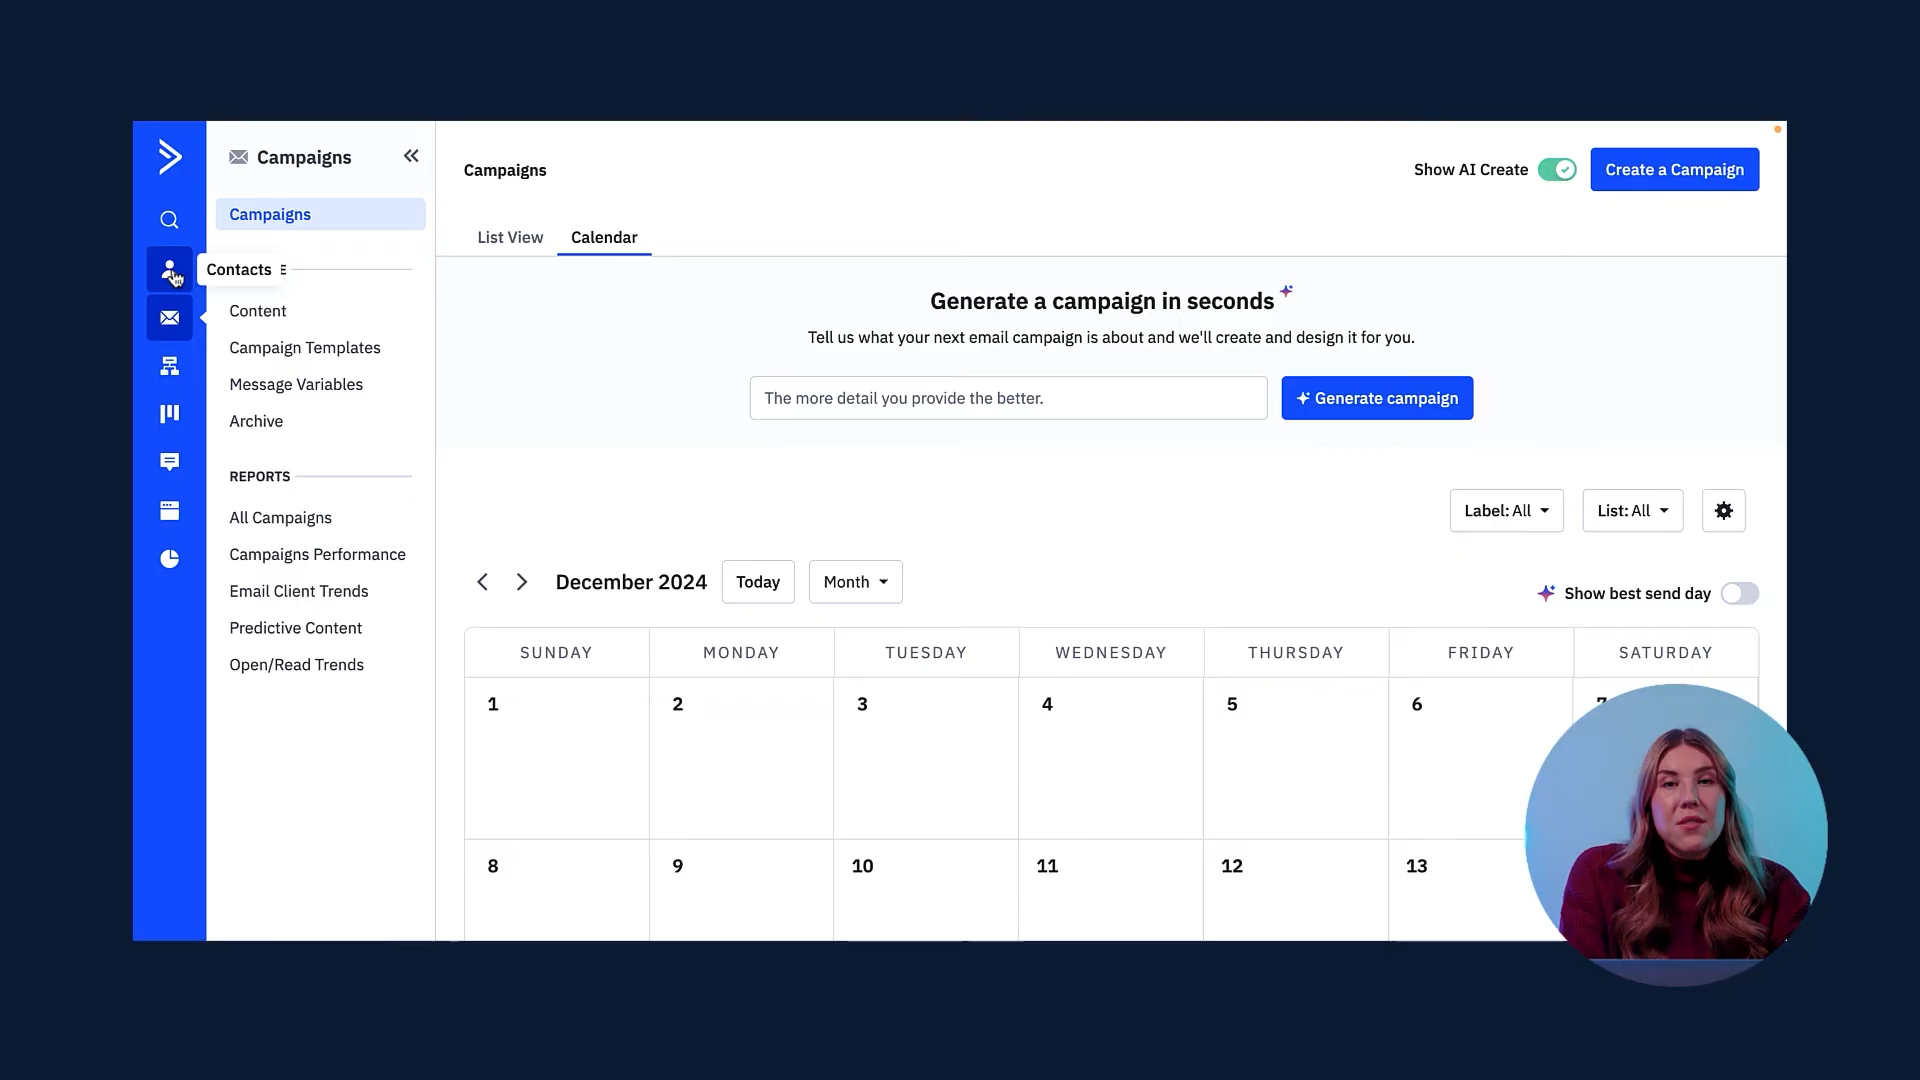 Campaigns
Campaigns
Contacts
Content
Campaign Templates
Message Variables
Archive
REPORTS
All Campaigns
Campaigns Performance
Email Client Trends
Predictive Content
Open/Read Trends
Campaigns
Show AI Create
Create a Campaign
List View
Calendar
Generate a campaign in seconds
Tell us what your next email campaign is about and we'll create and design it for you.
The more detail you provide the better.
Generate campaign
Label: All
List: All
December 2024
Today
Month
Show best send day
SUNDAY MONDAY TUESDAY WEDNESDAY THURSDAY FRIDAY SATURDAY
1 2 3 4 5 6
8 9 10 11 12 13